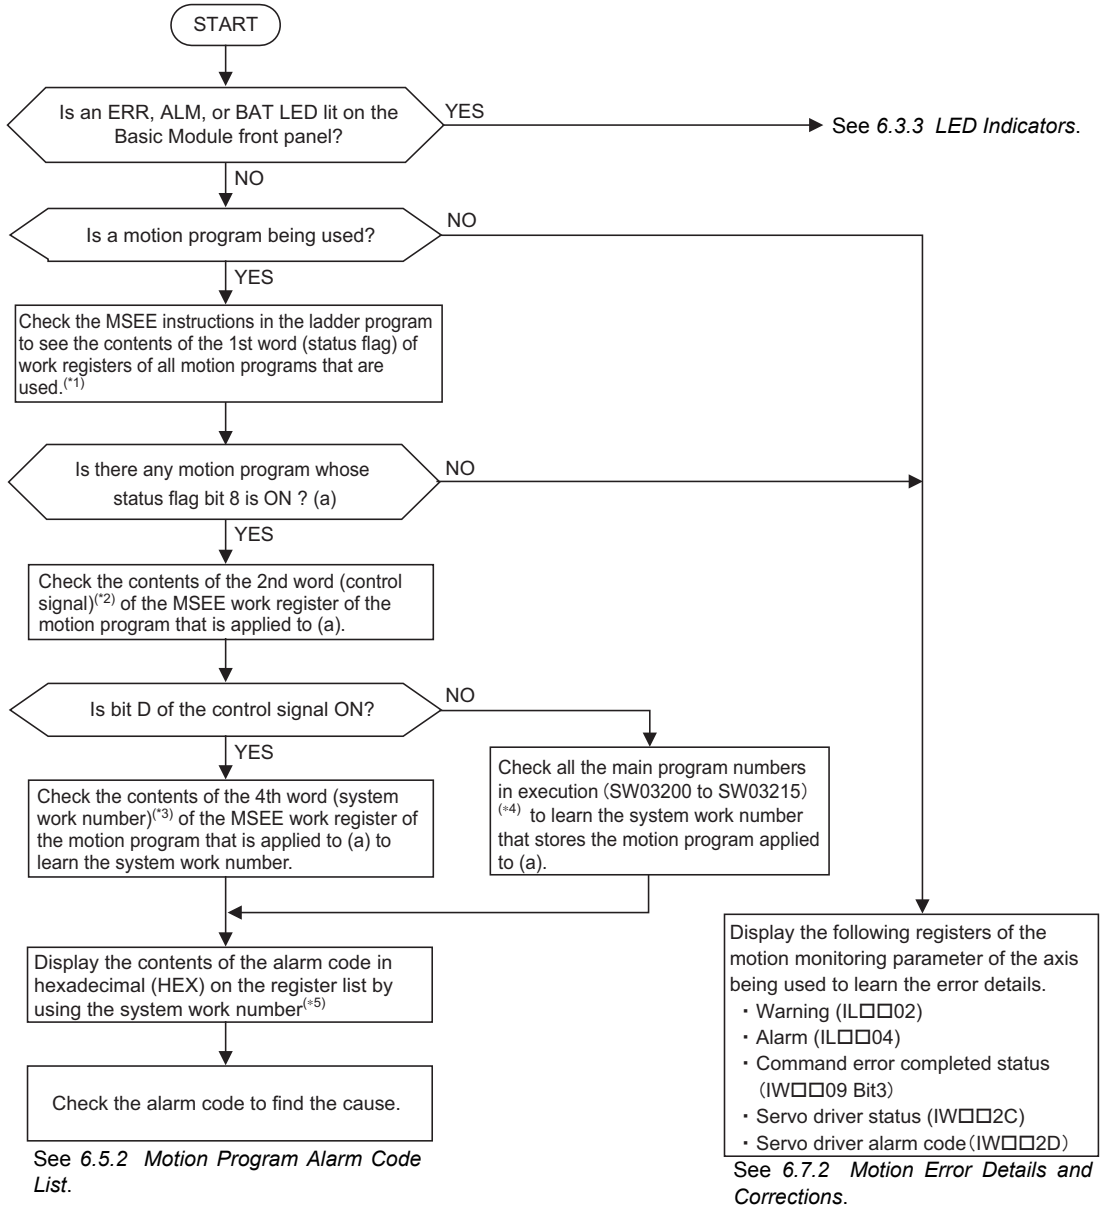 START
Is an ERR, ALM, or BAT LED lit on the
Basic Module front panel?
YES
See 6.3.3 LED Indicators.
NO
Is a motion program being used?
NO
YES
Check the MSEE instructions in the ladder program
to see the contents of the 1st word (status flag) of
work registers of all motion programs that are
used.(*1)
Is there any motion program whose
status flag bit 8 is ON ? (a)
NO
YES
Check the contents of the 2nd word (control
signal)(*2) of the MSEE work register of the
motion program that is applied to (a).
Is bit D of the control signal ON?
NO
YES
Check the contents of the 4th word (system
work number)(*3) of the MSEE work register of
the motion program that is applied to (a) to
learn the system work number.
Check all the main program numbers
in execution (SW03200 to SW03215)
(*4) to learn the system work number
that stores the motion program applied
to (a).
Display the contents of the alarm code in
hexadecimal (HEX) on the register list by
using the system work number(*5)
Check the alarm code to find the cause.
See 6.5.2 Motion Program Alarm Code
List.
Display the following registers of the
motion monitoring parameter of the axis
being used to learn the error details.
・Warning (IL□□02)
・Alarm (IL□□04)
・Command error completed status
(IW□□09 Bit3)
・Servo driver status (IW□□2C)
・Servo driver alarm code (IW□□2D)
See 6.7.2 Motion Error Details and
Corrections.